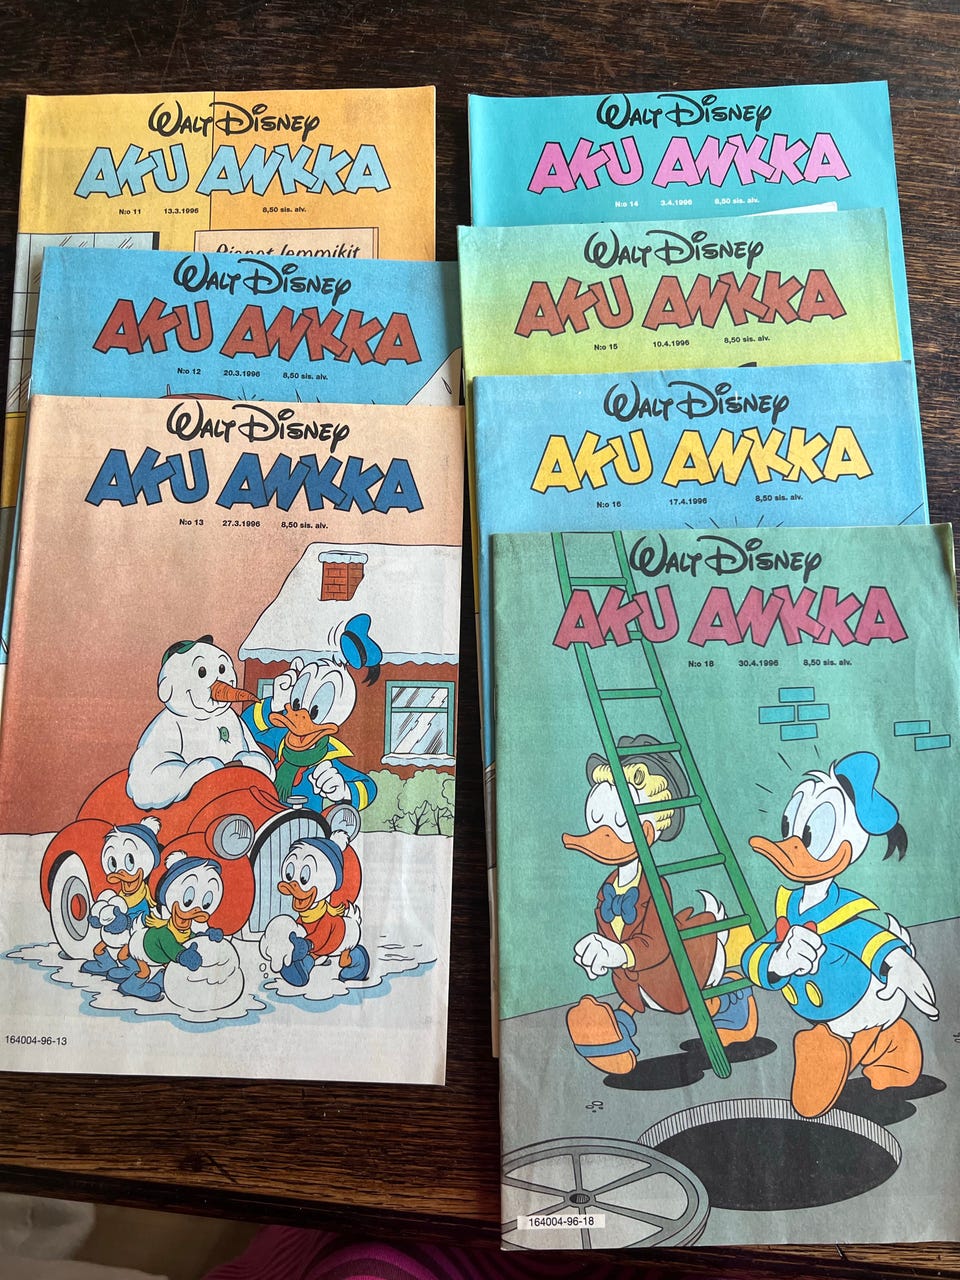 WALT DISNEY
AKU ANKKA
N:o 11 13.3.1996 8,50 sis. alv.
WALT DISNEY
AKU ANKKA
N:o 12 20.3.1996 8,50 sis. alv.
WALT DISNEY
AKU ANKKA
N:o 13 27.3.1996 8,50 sis. alv.
164004-96-13
WALT DISNEY
AKU ANKKA
N:o 14 3.4.1996 8,50 sis. alv.
WALT DISNEY
AKU ANKKA
N:o 15 10.4.1996 8,50 sis. alv.
WALT DISNEY
AKU ANKKA
N:o 16 17.4.1996 8,50 sis. alv.
WALT DISNEY
AKU ANKKA
N:o 18 30.4.1996 8,50 sis. alv.
164004-96-18